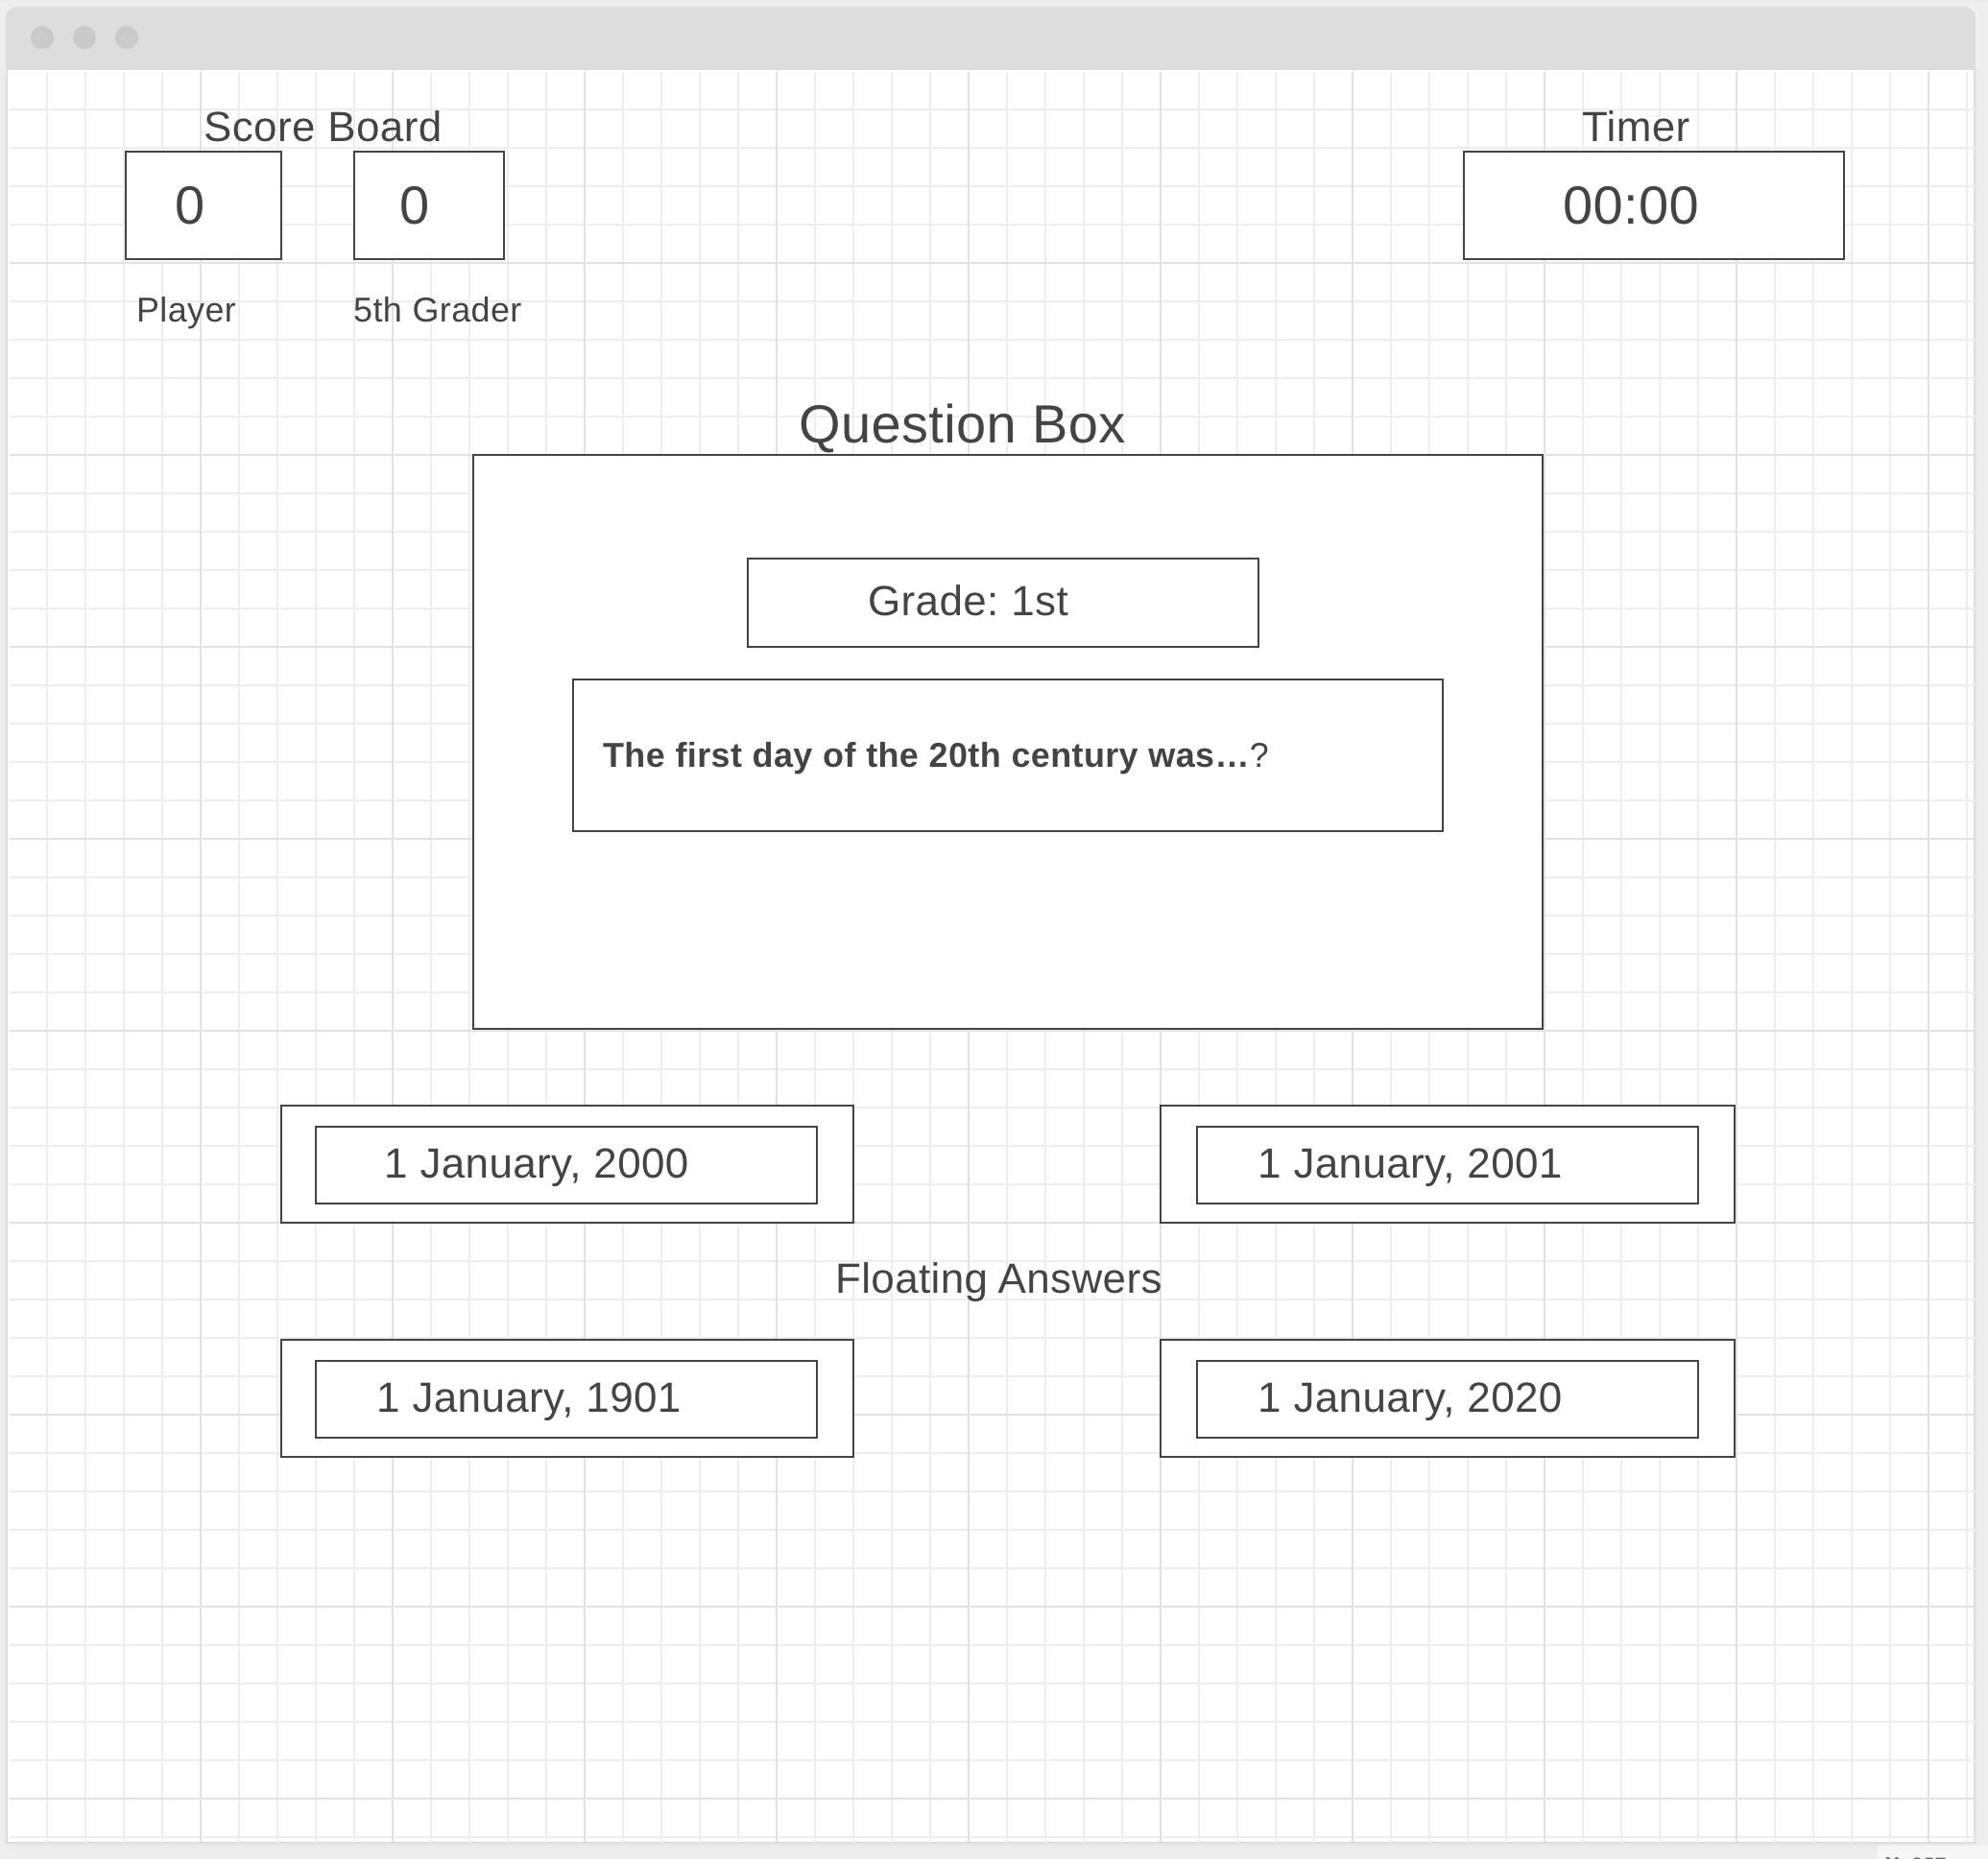 Score Board
Timer
0
0
00:00
Player
5th Grader
Question Box
Grade: 1st
The first day of the 20th century was...?
1 January, 2000
1 January, 2001
Floating Answers
1 January, 1901
1 January, 2020